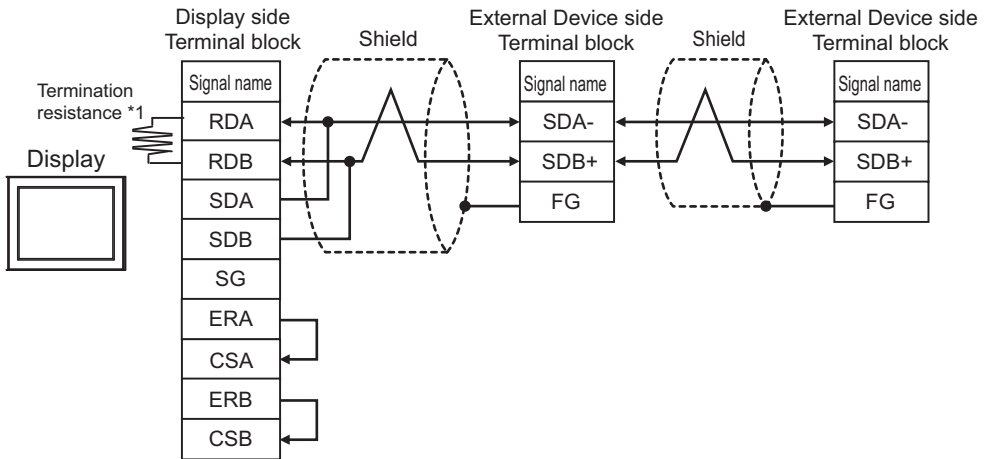 Display side
Terminal block
Shield
External Device side
Terminal block
Shield
External Device side
Terminal block
Termination
resistance *1
Display
Signal name
RDA
RDB
SDA
SDB
SG
ERA
CSA
ERB
CSB
Signal name
SDA-
SDB+
FG
Signal name
SDA-
SDB+
FG